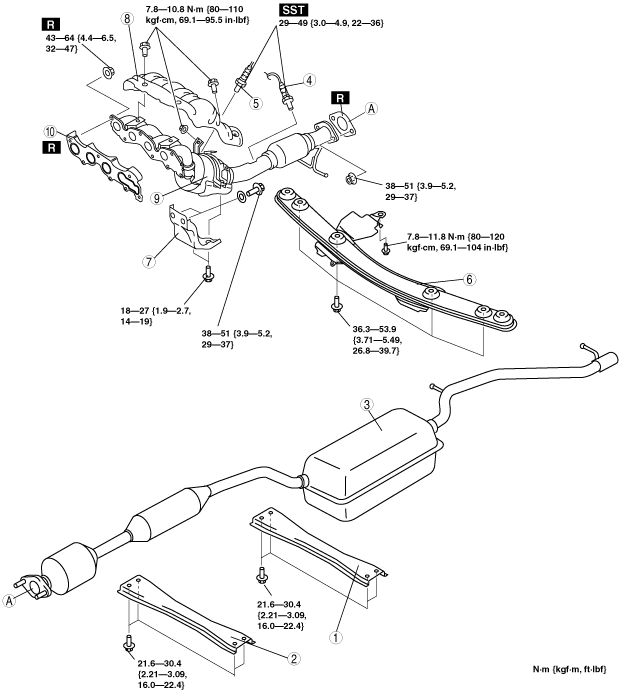 7.8—10.8 N·m {80—110
kgf·cm, 69.1—95.5 in·lbf}
SST
29—49 {3.0—4.9, 22—36}
R
43—64 {4.4—6.5,
32—47}
8
4
5
R
A
10
R
9
38—51 {3.9—5.2,
29—37}
7
7.8—11.8 N·m {80—120
kgf·cm, 69.1—104 in·lbf}
6
18—27 {1.9—2.7,
14—19}
38—51 {3.9—5.2,
29—37}
36.3—53.9
{3.71—5.49,
26.8—39.7}
3
A
21.6—30.4
{2.21—3.09,
16.0—22.4}
1
2
21.6—30.4
{2.21—3.09,
16.0—22.4}
N·m {kgf·m, ft·lbf}